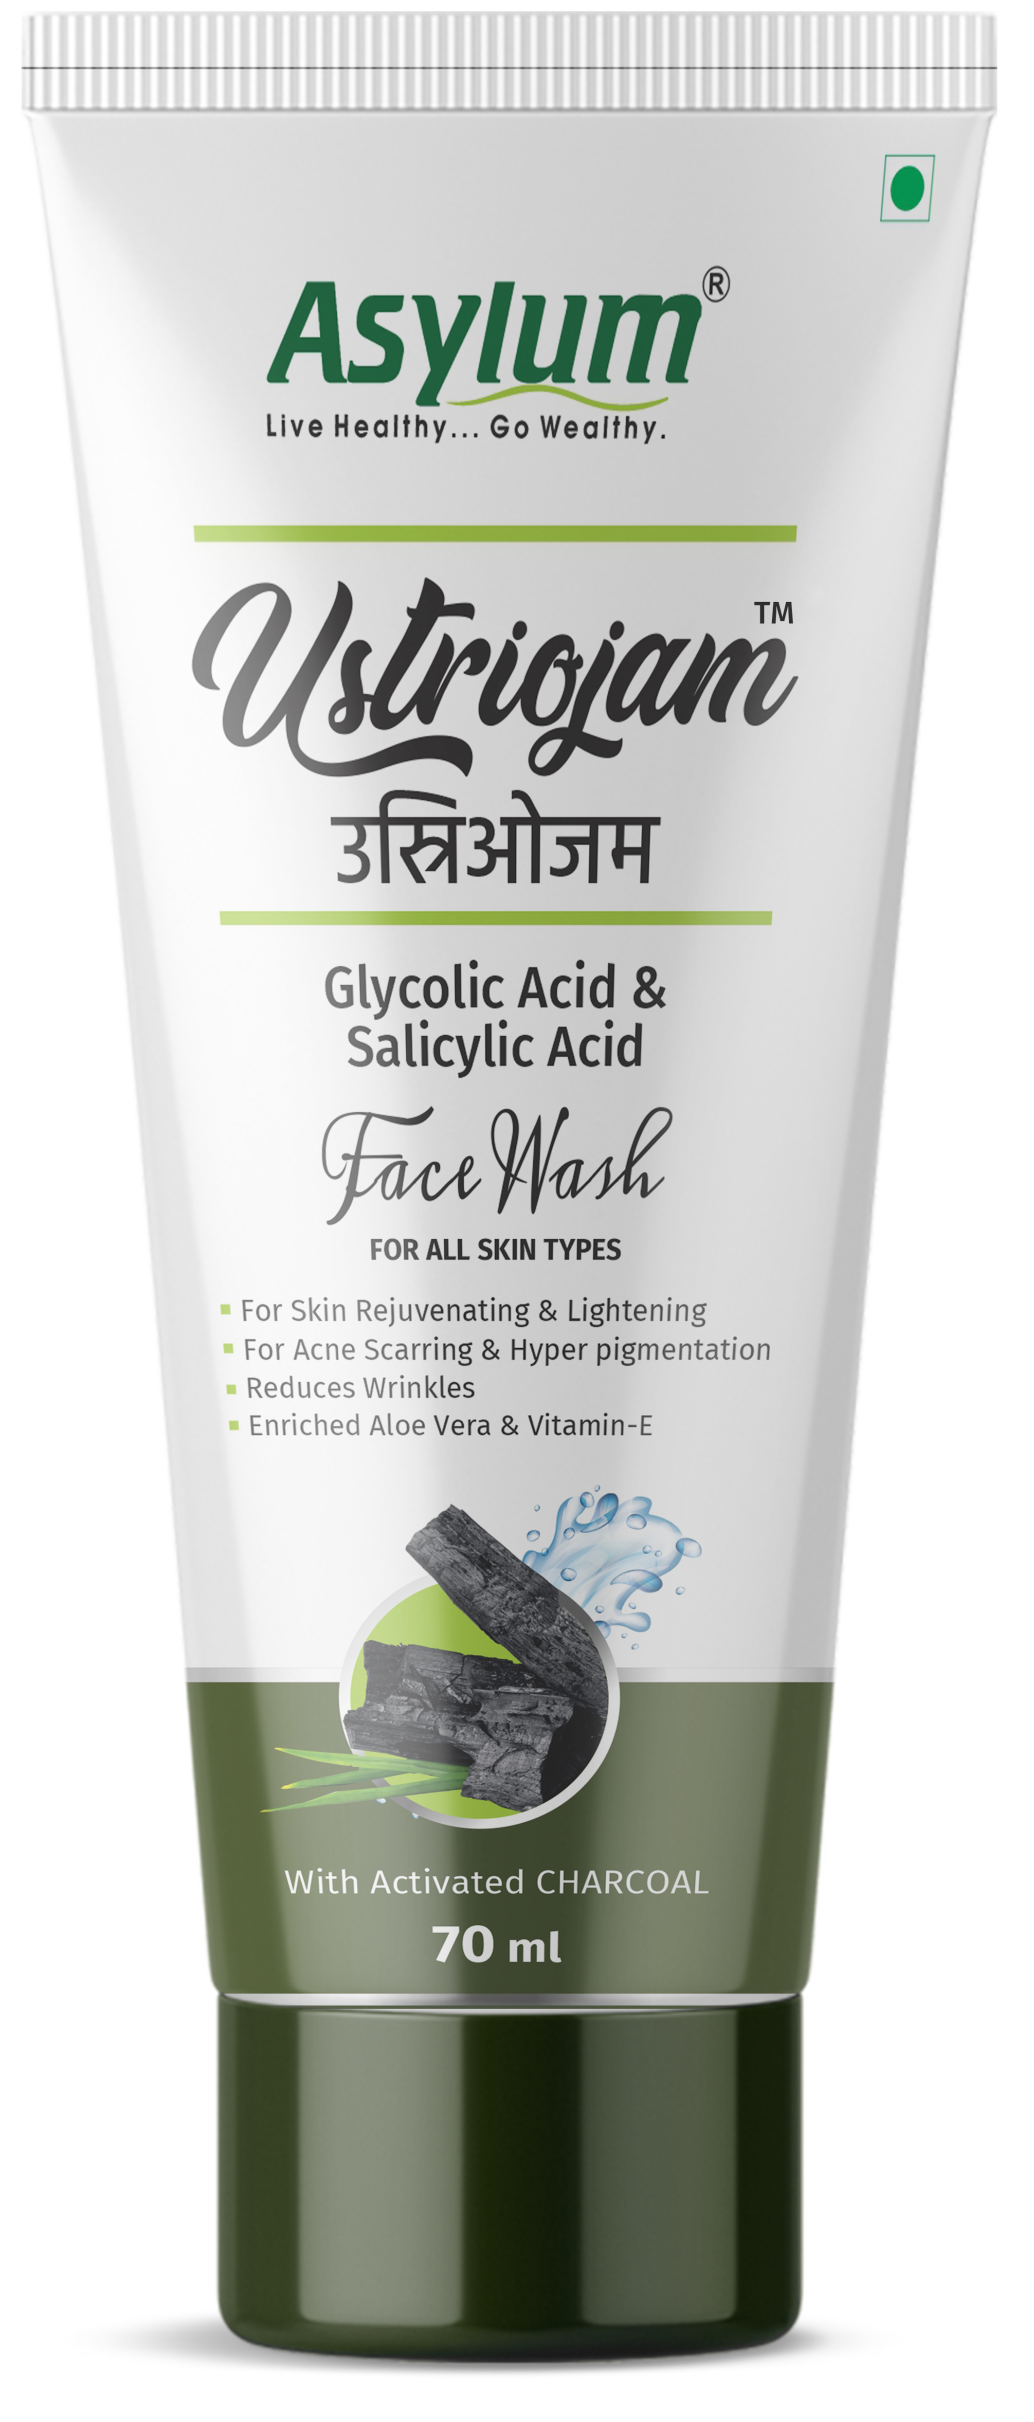 Asylum®
Live Healthy... Go Wealthy.
Ustriojam™
उस्त्रिओजम
Glycolic Acid &
Salicylic Acid
Face Wash
FOR ALL SKIN TYPES
For Skin Rejuvenating & Lightening
For Acne Scarring & Hyper pigmentation
Reduces Wrinkles
Enriched Aloe Vera & Vitamin-E
With Activated CHARCOAL
70 ml